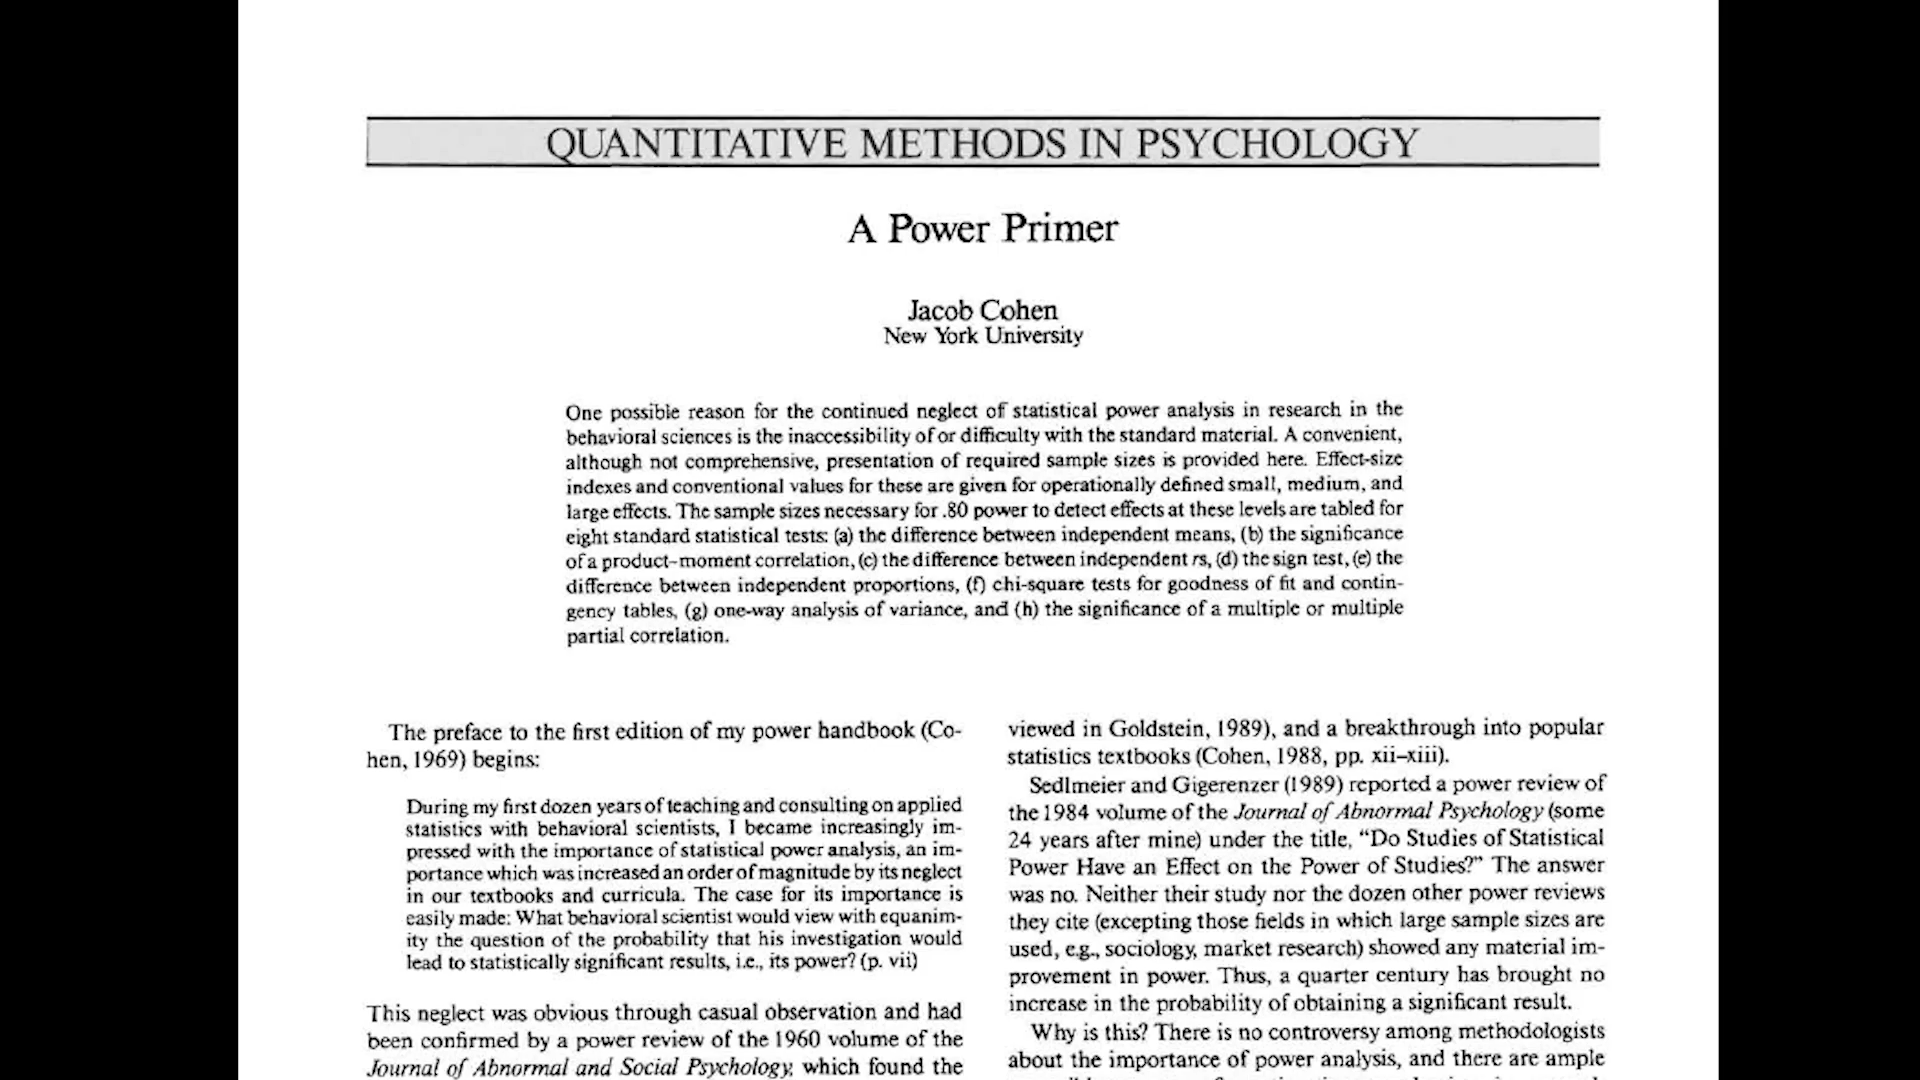 QUANTITATIVE METHODS IN PSYCHOLOGY
A Power Primer
Jacob Cohen
New York University
One possible reason for the continued neglect of statistical power analysis in research in the
behavioral sciences is the inaccessibility of or difficulty with the standard material. A convenient,
although not comprehensive, presentation of required sample sizes is provided here. Effect-size
indexes and conventional values for these are given for operationally defined small, medium, and
large effects. The sample sizes necessary for .80 power to detect effects at these levels are tabled for
eight standard statistical tests: (a) the difference between independent means, (b) the significance
of a product-moment correlation, (c) the difference between independent rs, (d) the sign test, (e) the
difference between independent proportions, (f) chi-square tests for goodness of fit and contin-
gency tables, (g) one-way analysis of variance, and (h) the significance of a multiple or multiple
partial correlation.
The preface to the first edition of my power handbook (Co-
hen, 1969) begins:
During my first dozen years of teaching and consulting on applied
statistics with behavioral scientists, I became increasingly im-
pressed with the importance of statistical power analysis, an im-
portance which was increased an order of magnitude by its neglect
in our textbooks and curricula. The case for its importance is
easily made: What behavioral scientist would view with equanim-
ity the question of the probability that his investigation would
lead to statistically significant results, i.e., its power? (p. vii)
This neglect was obvious through casual observation and had
been confirmed by a power review of the 1960 volume of the
Journal of Abnormal and Social Psychology, which found the
viewed in Goldstein, 1989), and a breakthrough into popular
statistics textbooks (Cohen, 1988, pp. xii–xiii).
Sedlmeier and Gigerenzer (1989) reported a power review of
the 1984 volume of the Journal of Abnormal Psychology (some
24 years after mine) under the title, “Do Studies of Statistical
Power Have an Effect on the Power of Studies?” The answer
was no. Neither their study nor the dozen other power reviews
they cite (excepting those fields in which large sample sizes are
used, e.g., sociology, market research) showed any material im-
provement in power. Thus, a quarter century has brought no
increase in the probability of obtaining a significant result.
Why is this? There is no controversy among methodologists
about the importance of power analysis, and there are ample